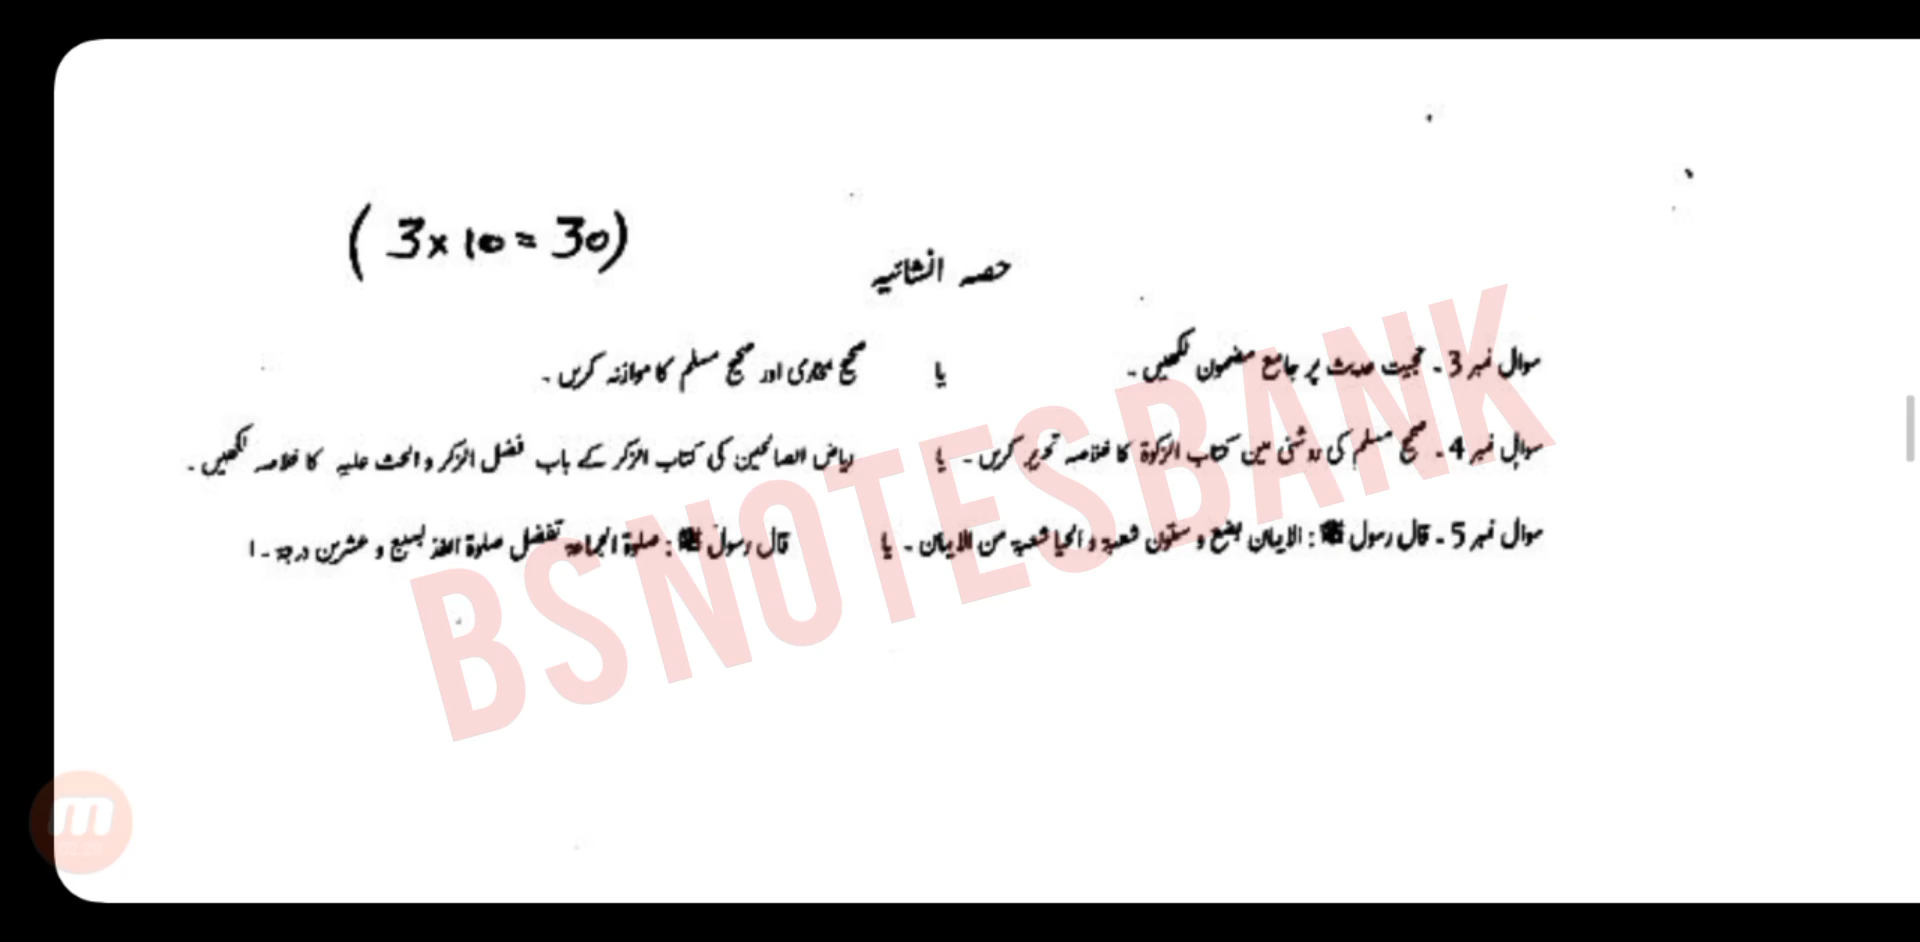 (3x10=30)
حصہ انشائیہ
سوال نمبر 3۔ حجیت حدیث پر جامع مضمون لکھیں۔ یا صحیح بخاری اور صحیح مسلم کا موازنہ کریں۔
سوال نمبر 4۔ صحیح مسلم کی روشنی میں کتاب الزکوۃ کا خلاصہ تحریر کریں۔ یا ریاض الصالحین کی کتاب الزکر کے باب فضل الزکر و الحث علیہ کا خلاصہ لکھیں۔
سوال نمبر 5۔ قال رسول ﷺ : الایمان بضع و ستون شعبۃ و الحیا شعبۃ من الایمان۔ یا قال رسول ﷺ : صلوۃ الجماعۃ تفضل صلوۃ الفذ بسبع و عشرین درجۃ۔ ا
BSNOTESBANK
m